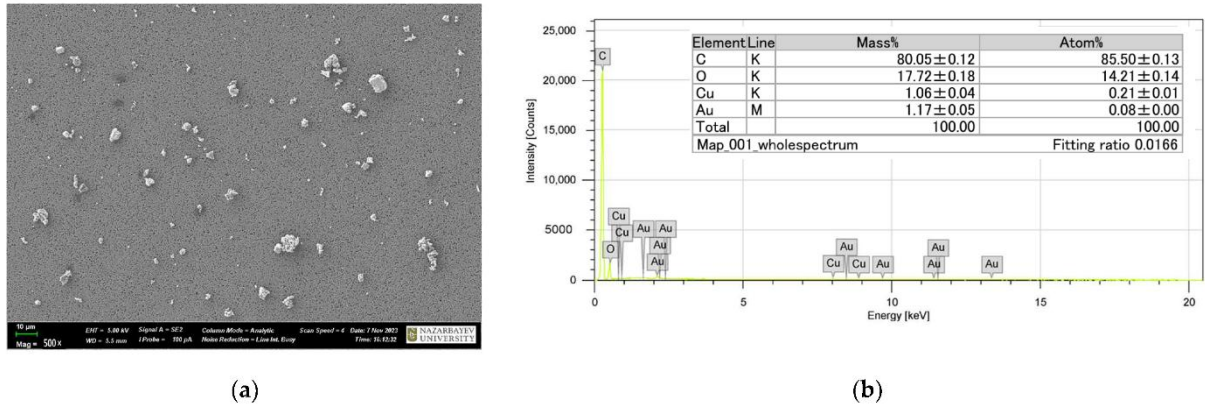 10 µm
Mag = 500 x
EHT = 5.00 kV
WD = 5.5 mm
Signal A = SE2
I Probe = 100 pA
Column Mode = Analytic
Noise Reduction = Line Int. Busy
Scan Speed = 4
Date: 7 Nov 2023
Time: 16:12:32
NAZARBAYEV
UNIVERSITY
(a)
Element Line Mass% Atom%
C K 80.05±0.12 85.50±0.13
O K 17.72±0.18 14.21±0.14
Cu K 1.06±0.04 0.21±0.01
Au M 1.17±0.05 0.08±0.00
Total 100.00 100.00
Map_001_wholespectrum Fitting ratio 0.0166
Intensity [Counts]
25,000
20,000
15,000
10,000
5000
0
C
O
Cu
Cu
Au
Au
Au
Au
Cu
Au
Cu
Au
Au
Au
Au
0 5 10 15 20
Energy [keV]
(b)